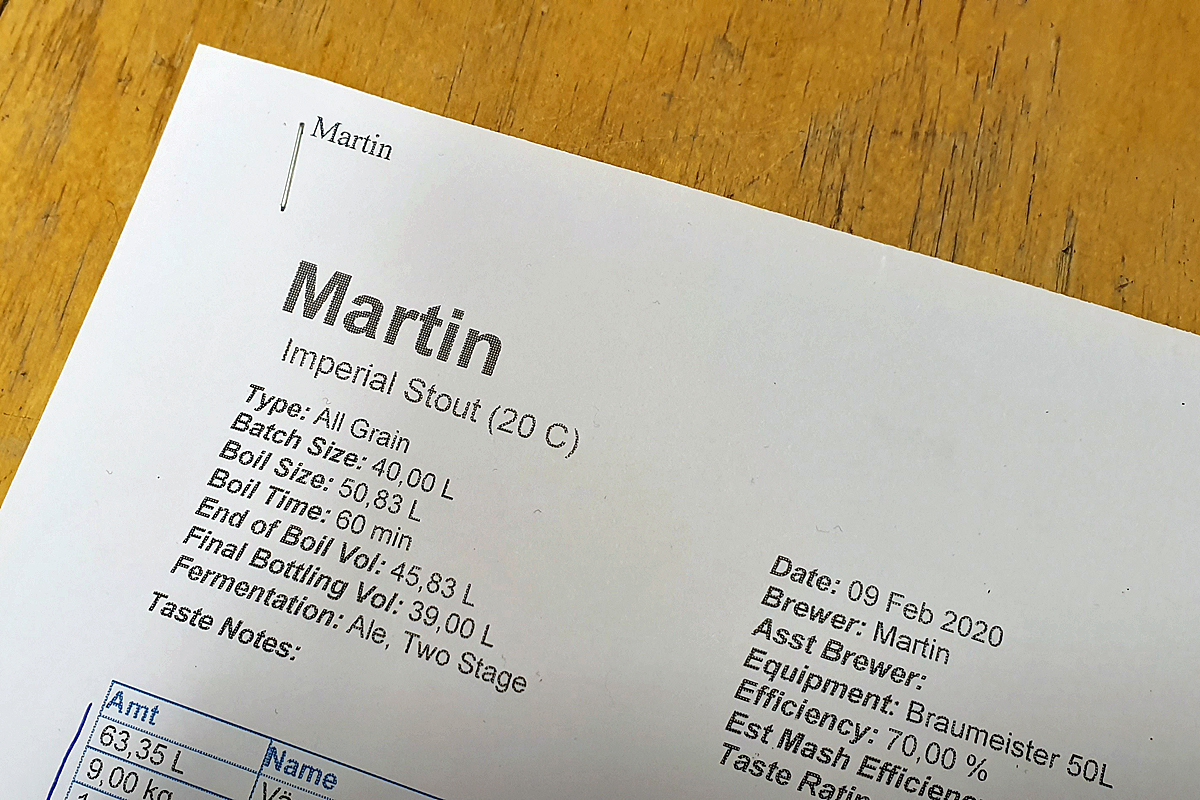 Martin
Martin
Imperial Stout (20 C)
Type: All Grain
Batch Size: 40,00 L
Boil Size: 50,83 L
Boil Time: 60 min
End of Boil Vol: 45,83 L
Final Bottling Vol: 39,00 L
Fermentation: Ale, Two Stage
Taste Notes:
Date: 09 Feb 2020
Brewer: Martin
Asst Brewer:
Equipment: Braumeister 50L
Efficiency: 70,00 %
Est Mash
Taste
Amt Name
63,35 L
9,00 kg